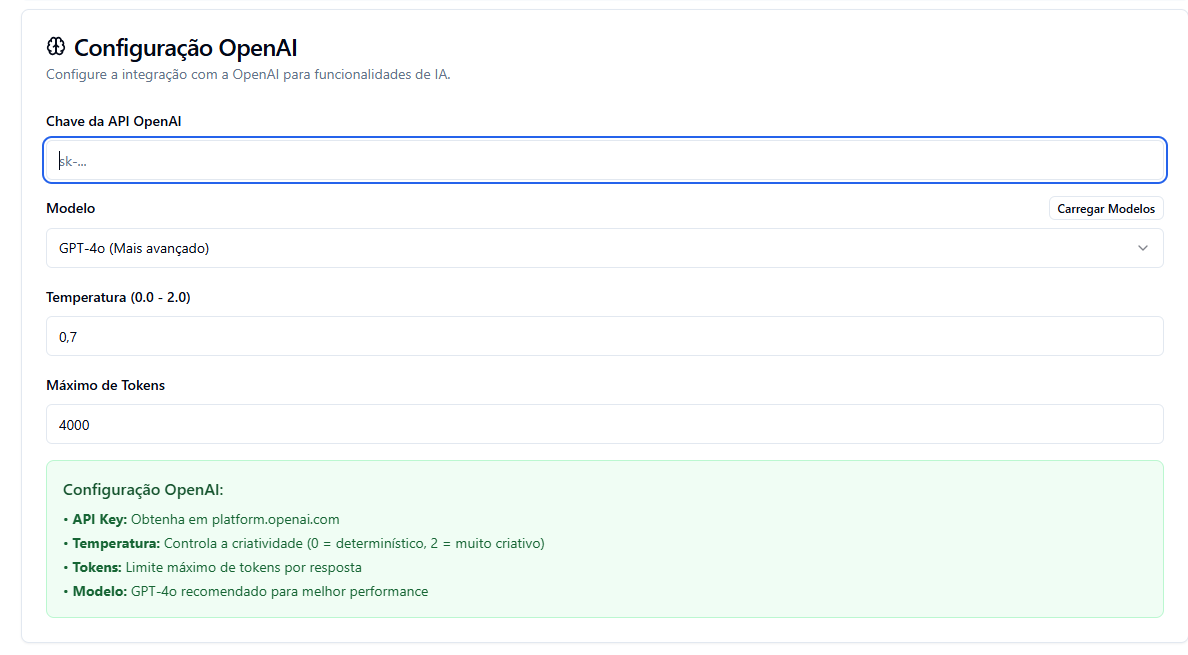 Configuração OpenAI
Configure a integração com a OpenAI para funcionalidades de IA.
Chave da API OpenAI
sk-...
Modelo
Carregar Modelos
GPT-4o (Mais avançado)
Temperatura (0.0 - 2.0)
0,7
Máximo de Tokens
4000
Configuração OpenAI:
• API Key: Obtenha em platform.openai.com
• Temperatura: Controla a criatividade (0 = determinístico, 2 = muito criativo)
• Tokens: Limite máximo de tokens por resposta
• Modelo: GPT-4o recomendado para melhor performance